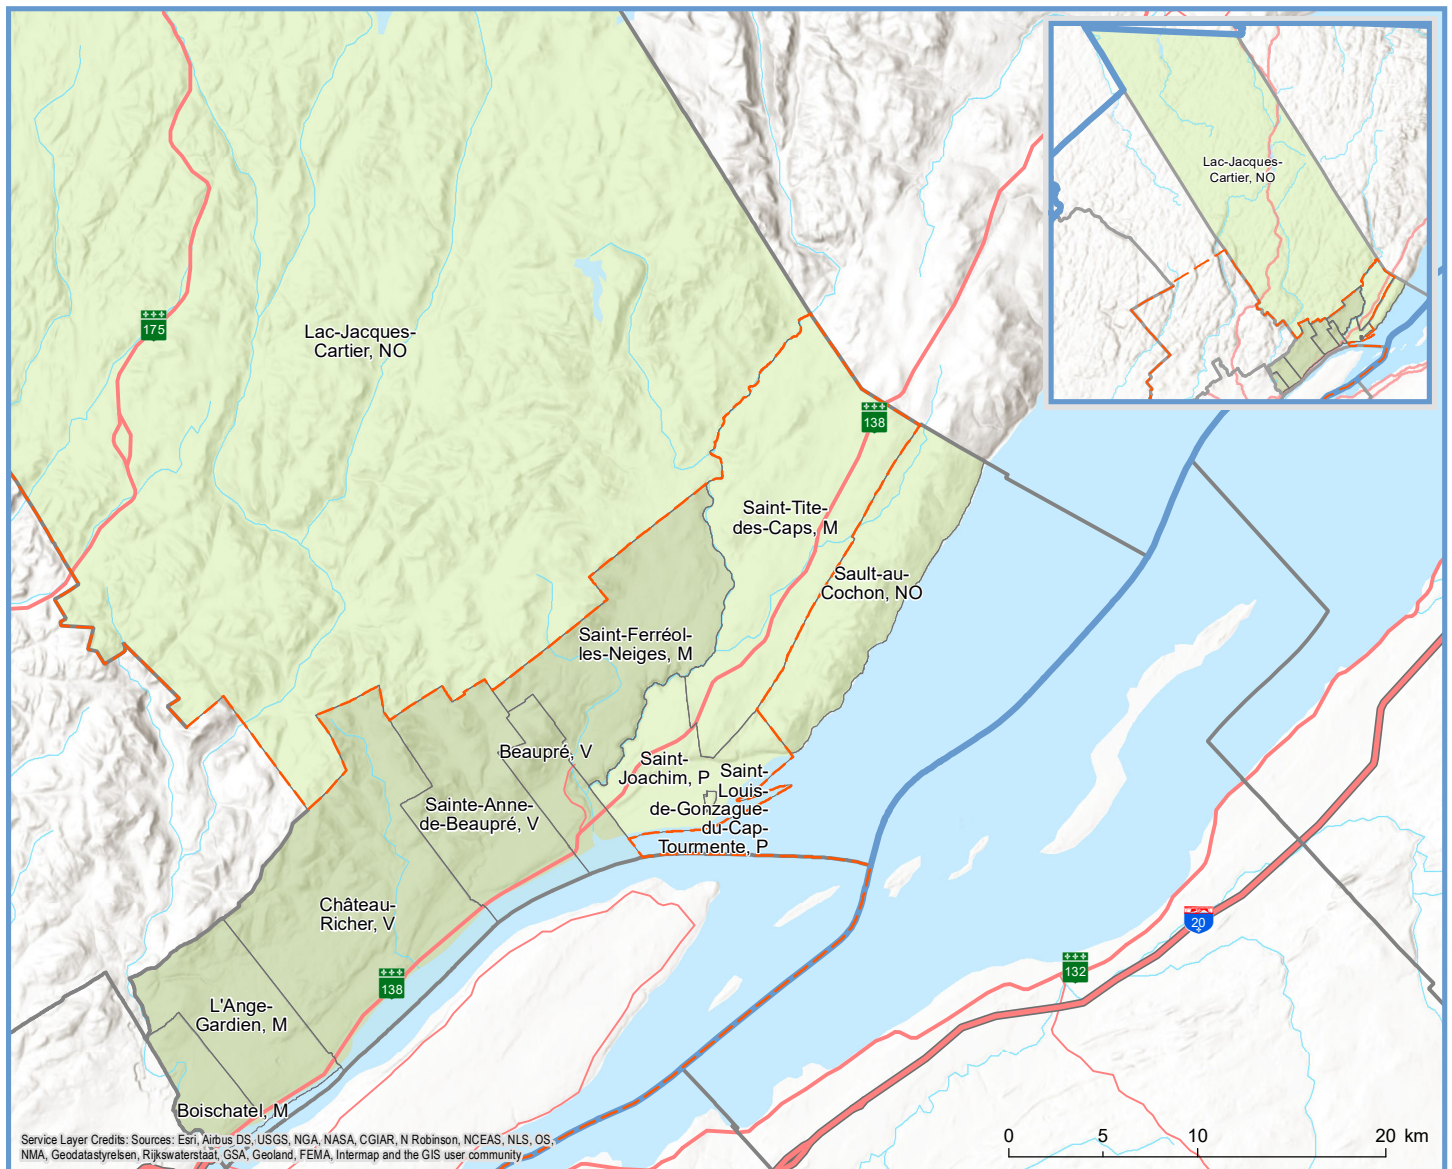 Lac-Jacques-
Cartier, NO
175
Lac-Jacques-
Cartier, NO
138
Saint-Tite-
des-Caps, M
Sault-au-
Cochon, NO
Saint-Ferréol-
les-Neiges, M
Beaupré, V
Saint-
Joachim, P
Saint-
Louis-
de-Gonzague-
du-Cap-
Tourmente, P
Sainte-Anne-
de-Beaupré, V
Château-
Richer, V
20
132
138
L'Ange-
Gardien, M
Boischatel, M
Service Layer Credits: Sources: Esri, Airbus DS, USGS, NGA, NASA, CGIAR, N Robinson, NCEAS, NLS, OS,
NMA, Geodatastyrelsen, Rijkswaterstaat, GSA, Geoland, FEMA, Intermap and the GIS user community
0 5 10 20 km